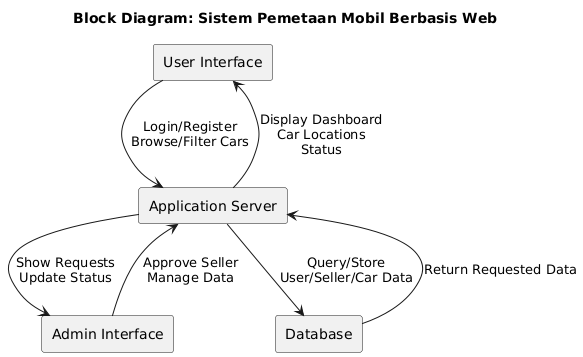 Block Diagram: Sistem Pemetaan Mobil Berbasis Web
User Interface
Login/Register
Browse/Filter Cars
Display Dashboard
Car Locations
Status
Application Server
Show Requests
Update Status
Approve Seller
Manage Data
Query/Store
User/Seller/Car Data
Return Requested Data
Admin Interface
Database